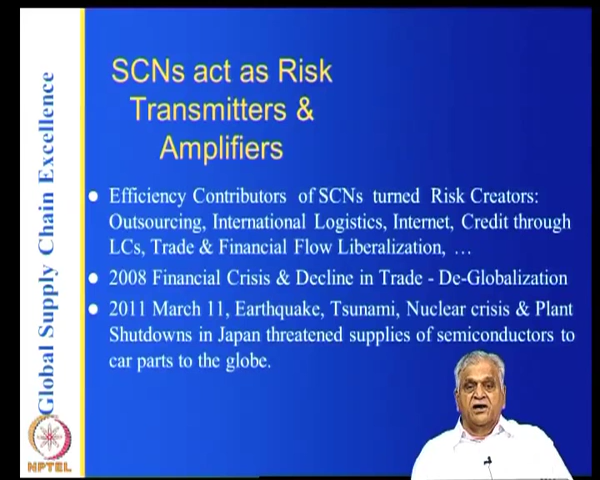 Global Supply Chain Excellence
SCNs act as Risk
Transmitters &
Amplifiers
Efficiency Contributors of SCNs turned Risk Creators:
Outsourcing, International Logistics, Internet, Credit through
LCs, Trade & Financial Flow Liberalization, …
2008 Financial Crisis & Decline in Trade - De-Globalization
2011 March 11, Earthquake, Tsunami, Nuclear crisis & Plant
Shutdowns in Japan threatened supplies of semiconductors to
car parts to the globe.
NPTEL